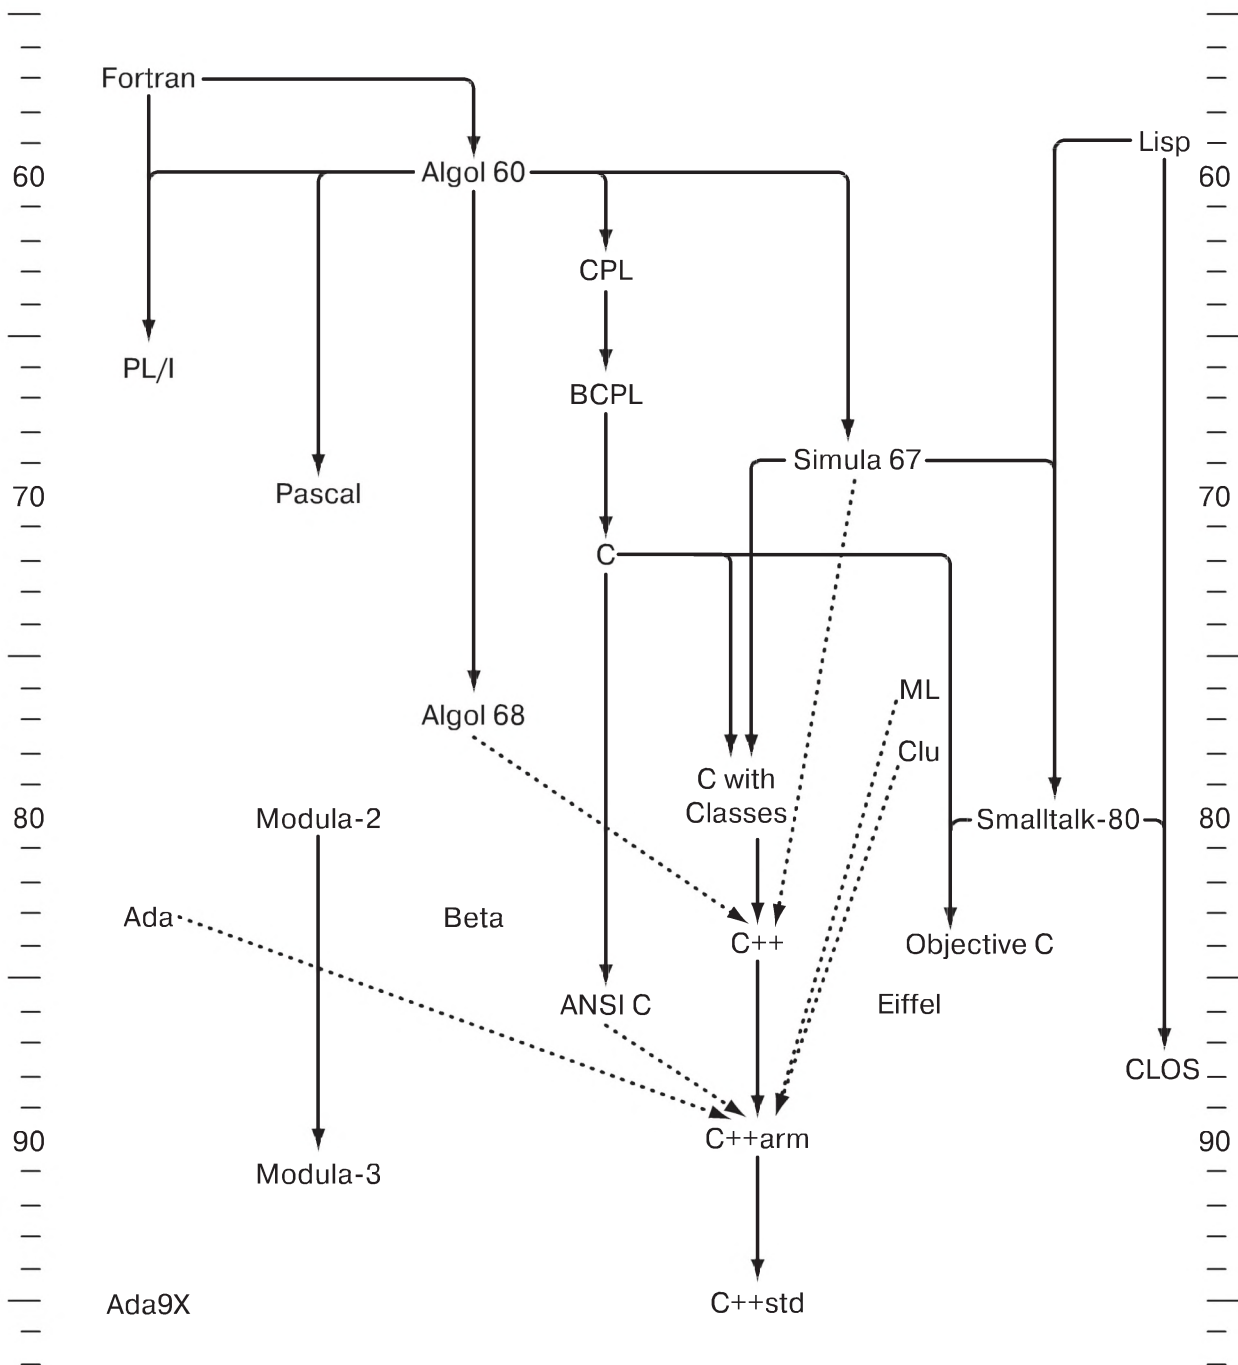 Fortran
Lisp
60
Algol 60
60
CPL
PL/I
BCPL
Simula 67
70
Pascal
70
C
ML
Algol 68
Clu
C with
Classes
80
Modula-2
Smalltalk-80
80
Ada
Beta
C++
Objective C
ANSI C
Eiffel
CLOS
90
C++arm
90
Modula-3
Ada9X
C++std